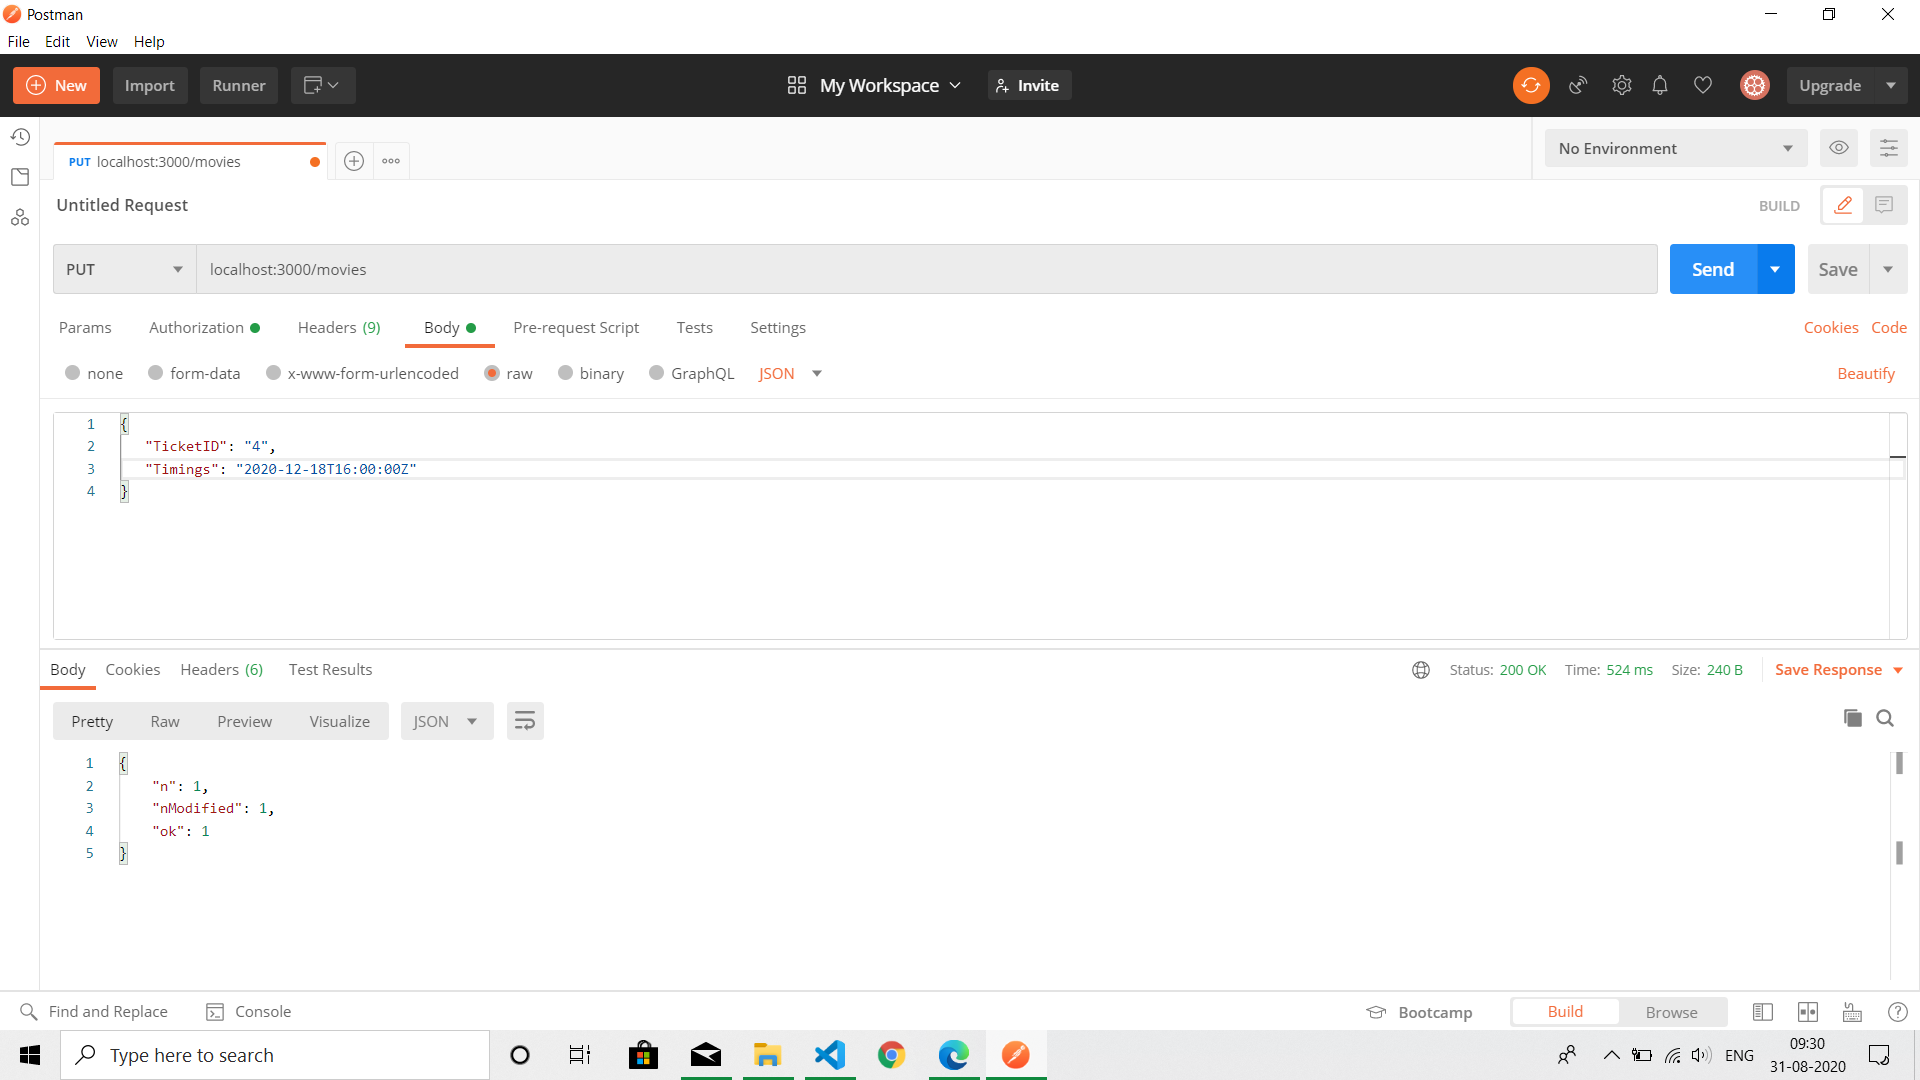 Postman
File Edit View Help
New Import Runner My Workspace Invite Upgrade
PUT localhost:3000/movies No Environment
Untitled Request BUILD
PUT localhost:3000/movies Send Save
Params Authorization Headers (9) Body Pre-request Script Tests Settings Cookies Code
none form-data x-www-form-urlencoded raw binary GraphQL JSON Beautify
1 {
2 "TicketID": "4",
3 "Timings": "2020-12-18T16:00:00Z"
4 }
Body Cookies Headers (6) Test Results Status: 200 OK Time: 524 ms Size: 240 B Save Response
Pretty Raw Preview Visualize JSON
1 {
2 "n": 1,
3 "nModified": 1,
4 "ok": 1
5 }
Find and Replace Console Bootcamp Build Browse
Type here to search ENG 09:30
31-08-2020